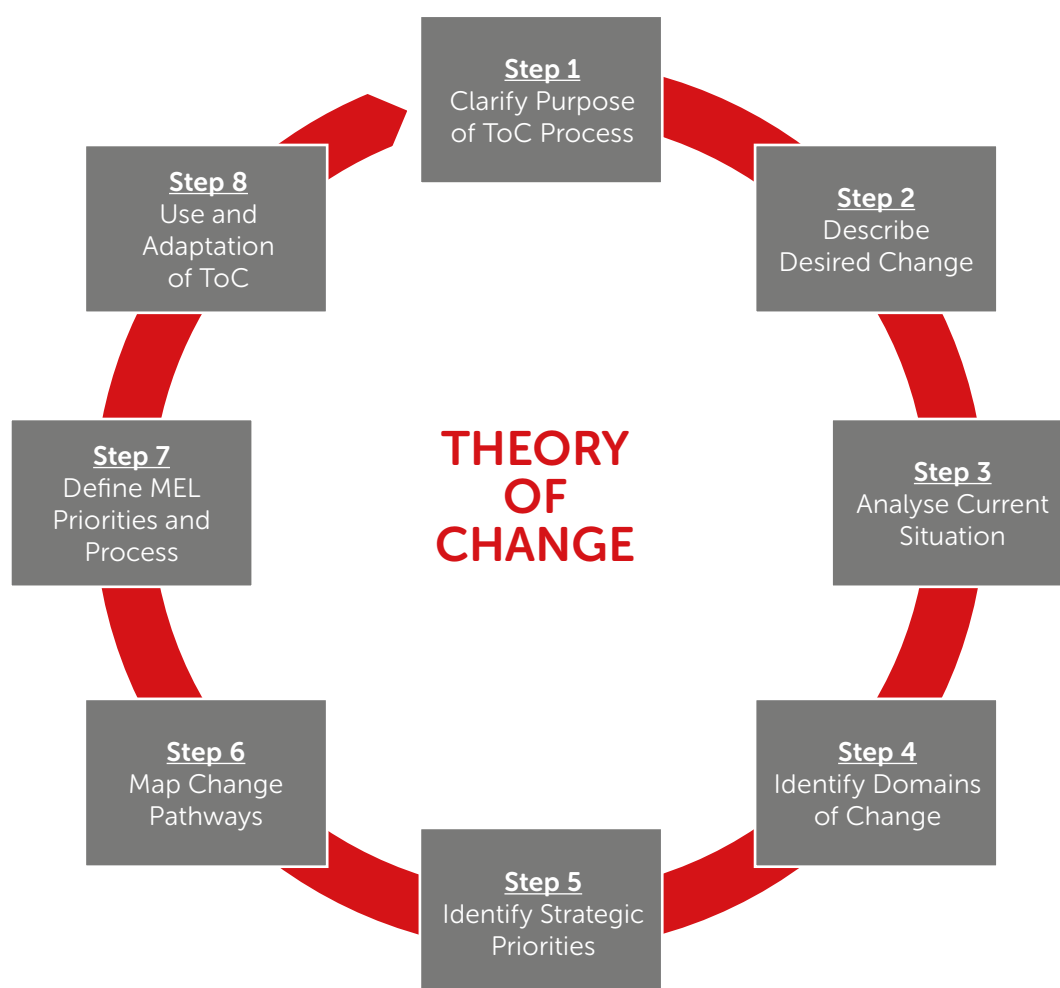 Step 1
Clarify Purpose
of ToC Process
Step 2
Describe
Desired Change
Step 3
Analyse Current
Situation
Step 4
Identify Domains
of Change
Step 5
Identify Strategic
Priorities
Step 6
Map Change
Pathways
Step 7
Define MEL
Priorities and
Process
Step 8
Use and
Adaptation
of ToC
THEORY
OF
CHANGE